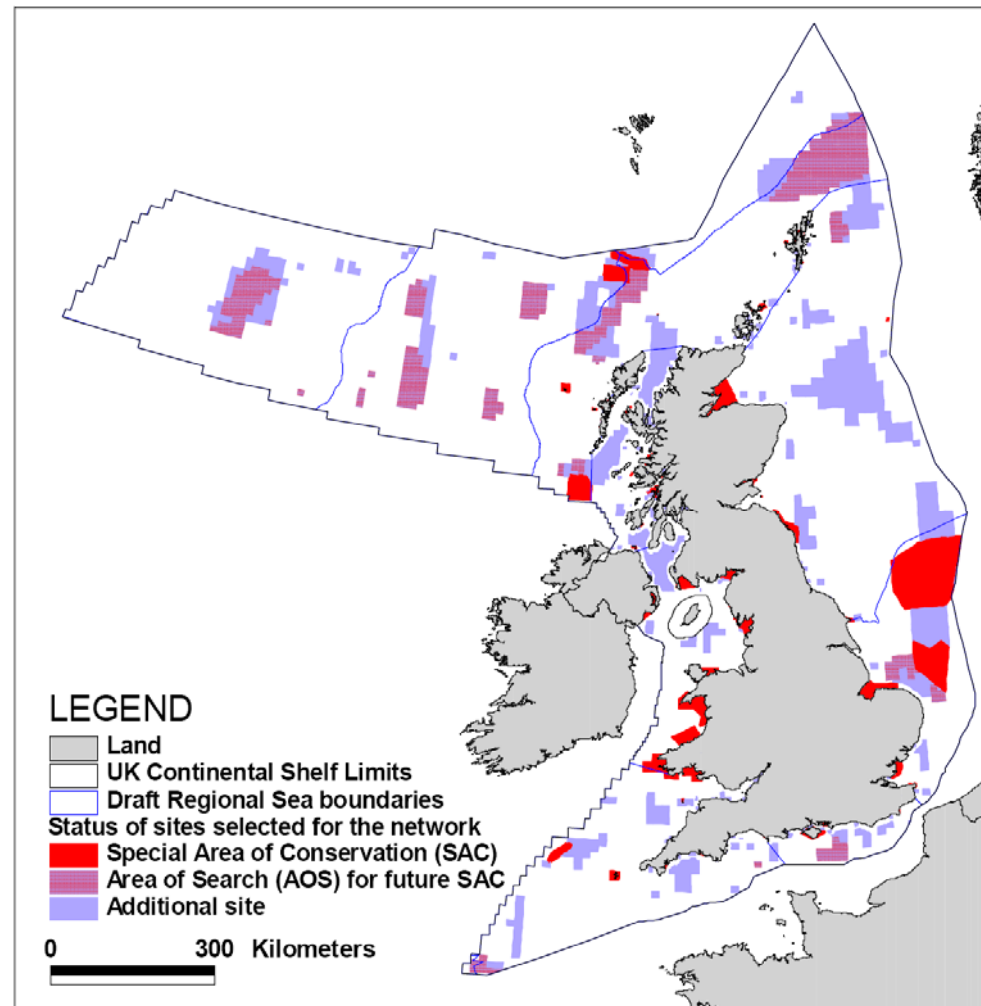 LEGEND
Land
UK Continental Shelf Limits
Draft Regional Sea boundaries
Status of sites selected for the network
Special Area of Conservation (SAC)
Area of Search (AOS) for future SAC
Additional site
0 300 Kilometers